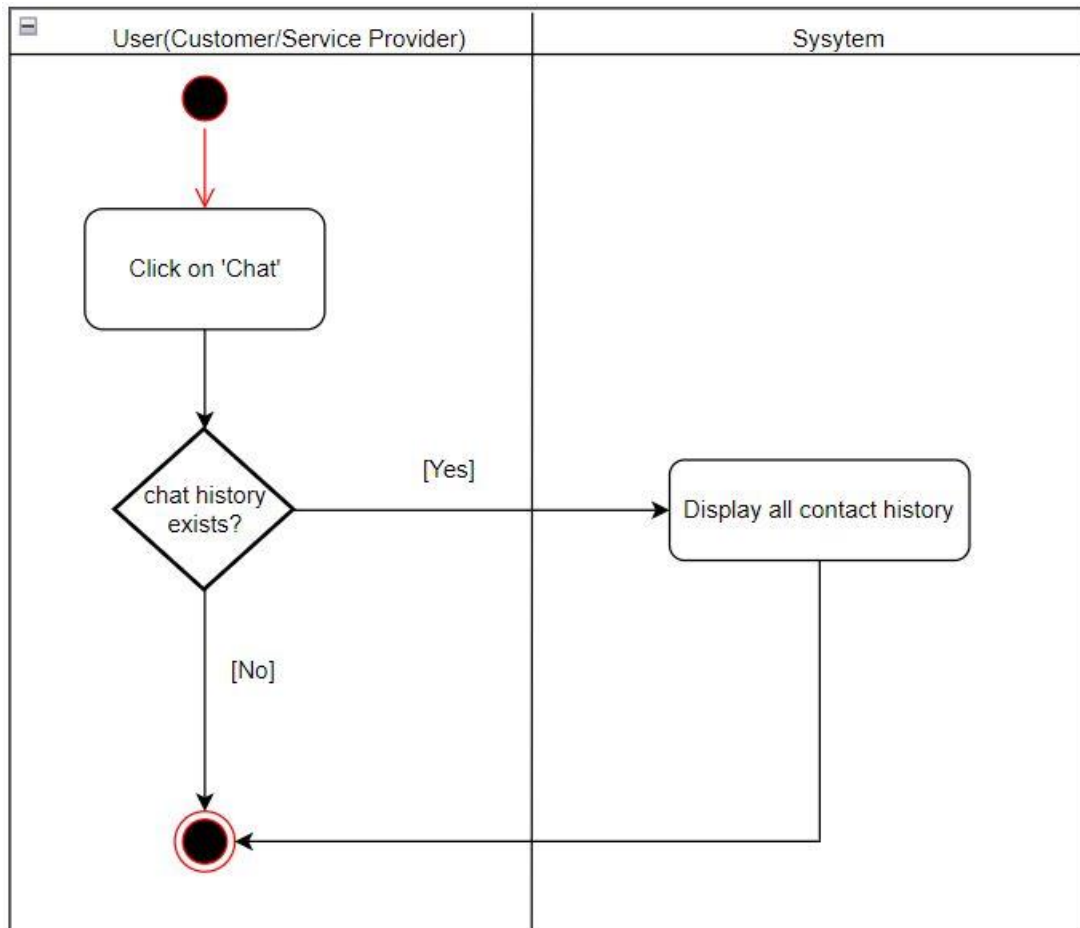 User(Customer/Service Provider)
Sysytem
Click on 'Chat'
chat history
exists?
[Yes]
Display all contact history
[No]